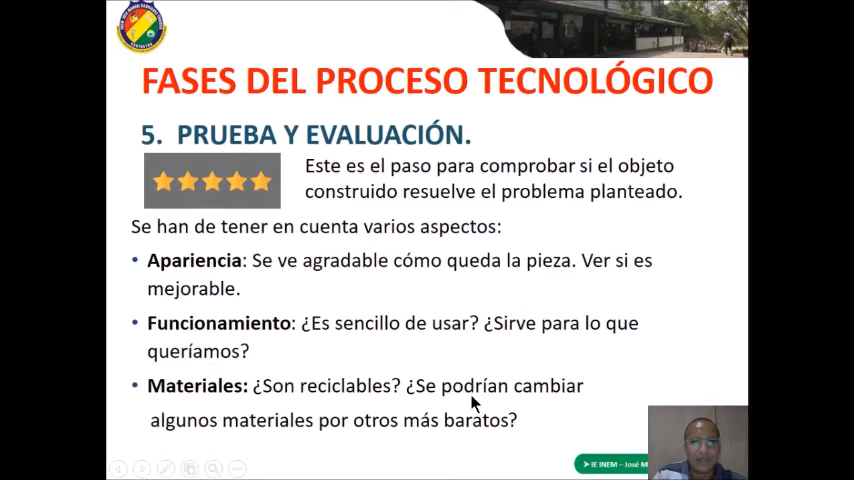 FASES DEL PROCESO TECNOLÓGICO
5. PRUEBA Y EVALUACIÓN.
Este es el paso para comprobar si el objeto
construido resuelve el problema planteado.
Se han de tener en cuenta varios aspectos:
• Apariencia: Se ve agradable cómo queda la pieza. Ver si es
mejorable.
• Funcionamiento: ¿Es sencillo de usar? ¿Sirve para lo que
queríamos?
• Materiales: ¿Son reciclables? ¿Se podrían cambiar
algunos materiales por otros más baratos?
IE INEM – José M